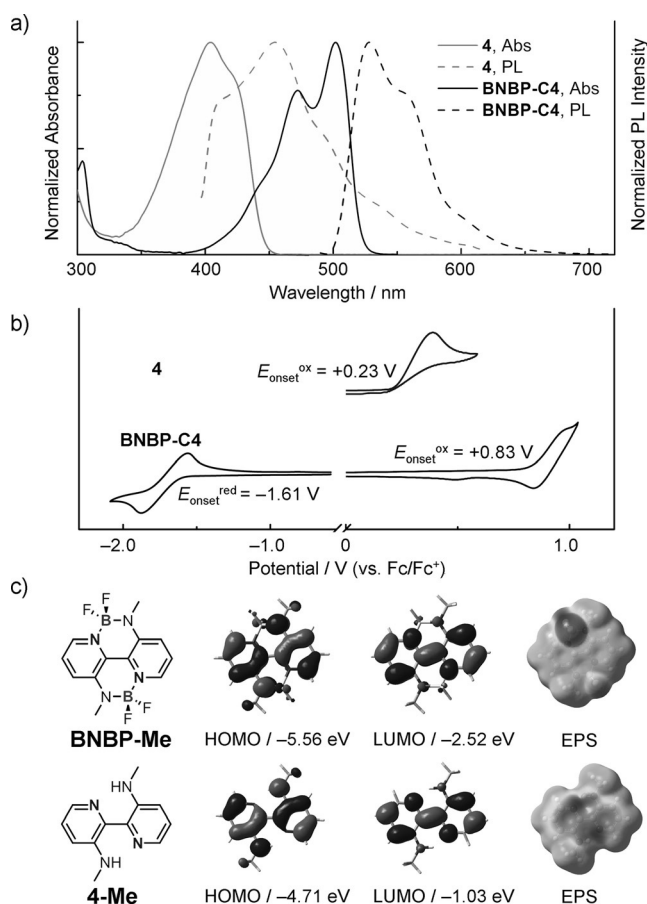 a)
Normalized Absorbance
Normalized PL Intensity
4, Abs
4, PL
BNBP-C4, Abs
BNBP-C4, PL
300 400 500 600 700
Wavelength / nm
b)
4
E_onset^ox = +0.23 V
BNBP-C4
E_onset^ox = +0.83 V
E_onset^red = –1.61 V
–2.0 –1.0 0 1.0
Potential / V (vs. Fc/Fc⁺)
c)
F F
B N
N
N
N B
F
F
BNBP-Me
HOMO / –5.56 eV
LUMO / –2.52 eV
EPS
HN
N
N
NH
4-Me
HOMO / –4.71 eV
LUMO / –1.03 eV
EPS